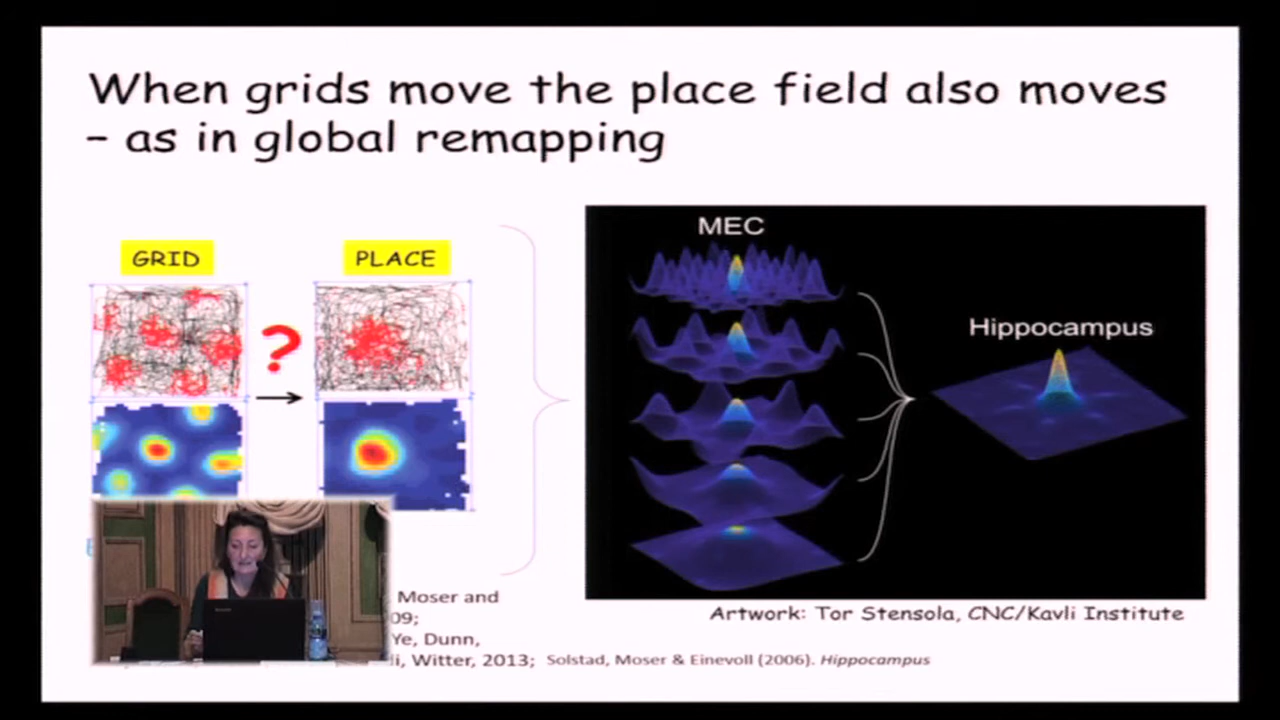 When grids move the place field also moves
– as in global remapping
GRID
PLACE
?
MEC
Hippocampus
Moser and
09;
Ye, Dunn,
i, Witter, 2013; Solstad, Moser & Einevoll (2006). Hippocampus
Artwork: Tor Stensola, CNC/Kavli Institute